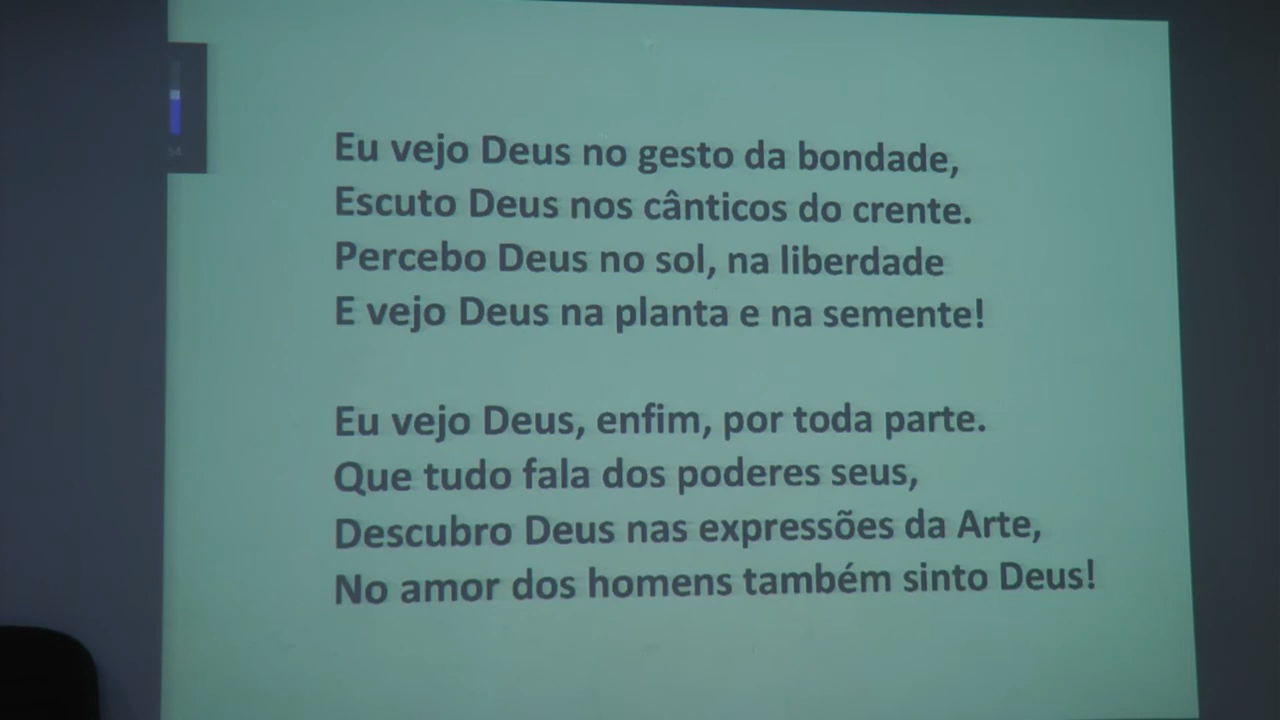 Eu vejo Deus no gesto da bondade,
Escuto Deus nos cânticos do crente.
Percebo Deus no sol, na liberdade
E vejo Deus na planta e na semente!
Eu vejo Deus, enfim, por toda parte.
Que tudo fala dos poderes seus,
Descubro Deus nas expressões da Arte,
No amor dos homens também sinto Deus!